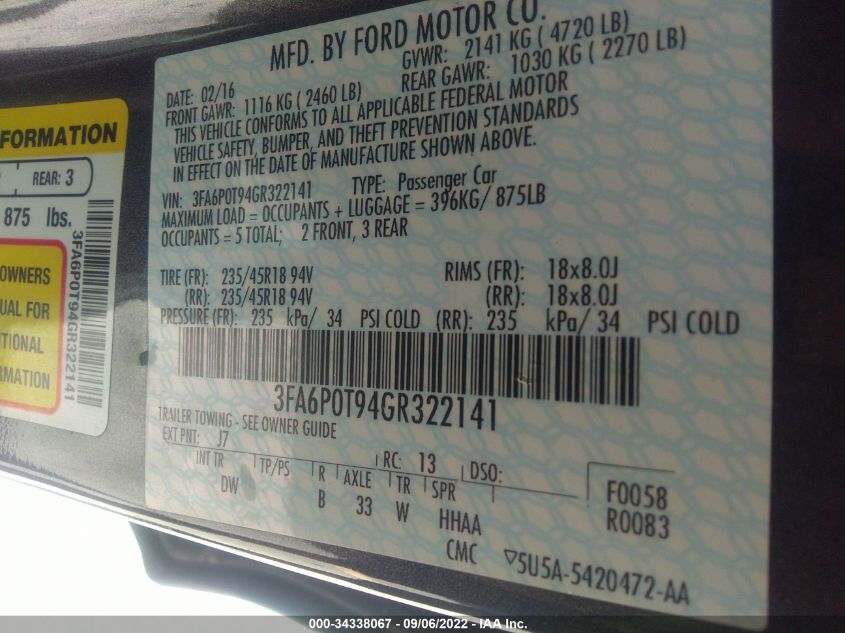 FORMATION
REAR: 3
875 lbs.
OWNERS
UAL FOR
TIONAL
RMATION
3FA6P0T94GR322141
MFD. BY FORD MOTOR CO.
DATE: 02/16 GVWR: 2141 KG ( 4720 LB)
FRONT GAWR: 1116 KG ( 2460 LB) REAR GAWR: 1030 KG ( 2270 LB)
THIS VEHICLE CONFORMS TO ALL APPLICABLE FEDERAL MOTOR
VEHICLE SAFETY, BUMPER, AND THEFT PREVENTION STANDARDS
IN EFFECT ON THE DATE OF MANUFACTURE SHOWN ABOVE.
VIN: 3FA6P0T94GR322141 TYPE: Passenger Car
MAXIMUM LOAD = OCCUPANTS + LUGGAGE = 396KG/ 875LB
OCCUPANTS = 5 TOTAL; 2 FRONT, 3 REAR
TIRE (FR): 235/45R18 94V RIMS (FR): 18x8.0J
(RR): 235/45R18 94V (RR): 18x8.0J
PRESSURE (FR): 235 kPa/ 34 PSI COLD (RR): 235 kPa/ 34 PSI COLD
3FA6P0T94GR322141
TRAILER TOWING - SEE OWNER GUIDE
EXT PNT: J7 RC: 13 DSO:
INT TR TP/PS R AXLE TR SPR
DW B 33 W HHAA
CMC
F0058
R0083
▽5U5A-5420472-AA
000-34338067 - 09/06/2022 - IAA Inc.